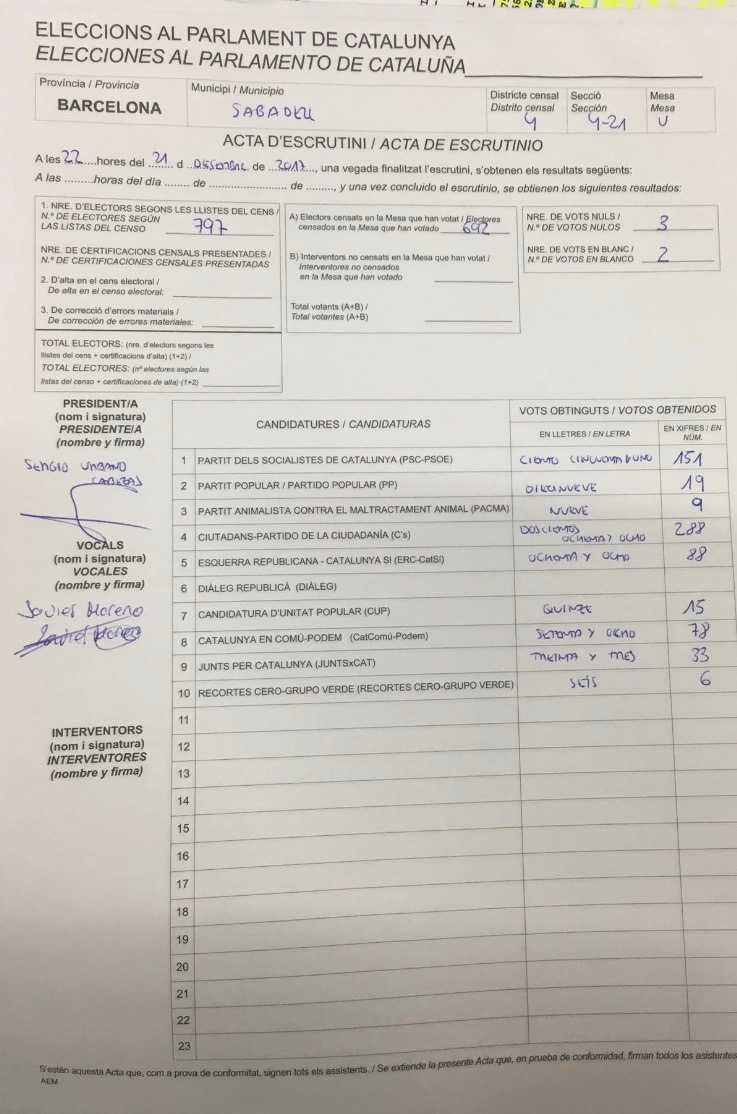 ELECCIONS AL PARLAMENT DE CATALUNYA
ELECCIONES AL PARLAMENTO DE CATALUÑA
Província / Provincia
BARCELONA
Municipi / Municipio
SABADELL
Districte censal
Distrito censal
4
Secció
Sección
4-21
Mesa
Mesa
U
ACTA D'ESCRUTINI / ACTA DE ESCRUTINIO
A les 22 hores del 21 d DESEMBRE de 2017, una vegada finalitzat l'escrutini, s'obtenen els resultats següents:
A las .........horas del día ........ de .................... de ........, y una vez concluido el escrutinio, se obtienen los siguientes resultados:
1. NRE. D'ELECTORS SEGONS LES LLISTES DEL CENS /
N.º DE ELECTORES SEGÚN
LAS LISTAS DEL CENSO 797
NRE. DE CERTIFICACIONS CENSALS PRESENTADES /
N.º DE CERTIFICACIONES CENSALES PRESENTADAS
2. D'alta en el cens electoral /
De alta en el censo electoral:
3. De correcció d'errors materials /
De corrección de errores materiales:
TOTAL ELECTORS: (nre. d'electors segons les
llistes del cens + certificacions d'alta) (1+2) /
TOTAL ELECTORES: (nº electores según las
listas del censo + certificaciones de alta) (1+2)
A) Electors censats en la Mesa que han votat / Electores
censados en la Mesa que han votado 692
B) Interventors no censats en la Mesa que han votat /
Interventores no censados
en la Mesa que han votado
Total votants (A+B) /
Total votantes (A+B)
NRE. DE VOTS NULS /
N.º DE VOTOS NULOS 3
NRE. DE VOTS EN BLANC /
N.º DE VOTOS EN BLANCO 2
PRESIDENT/A
(nom i signatura)
PRESIDENTE/A
(nombre y firma)
SERGIO URBANO
CABEZAS
VOCALS
(nom i signatura)
VOCALES
(nombre y firma)
Javier Moreno
Javier Moreno
INTERVENTORS
(nom i signatura)
INTERVENTORES
(nombre y firma)
CANDIDATURES / CANDIDATURAS
VOTS OBTINGUTS / VOTOS OBTENIDOS
EN LLETRES / EN LETRA
EN XIFRES / EN NÚM.
1 PARTIT DELS SOCIALISTES DE CATALUNYA (PSC-PSOE) CIENTO CINCUENTA Y UNO 151
2 PARTIT POPULAR / PARTIDO POPULAR (PP) DIECINUEVE 19
3 PARTIT ANIMALISTA CONTRA EL MALTRACTAMENT ANIMAL (PACMA) NUEVE 9
4 CIUTADANS-PARTIDO DE LA CIUDADANÍA (C's) DOSCIENTOS OCHENTA Y OCHO 288
5 ESQUERRA REPUBLICANA - CATALUNYA SÍ (ERC-CatSí) OCHENTA Y OCHO 88
6 DIÀLEG REPUBLICÀ (DIÀLEG)
7 CANDIDATURA D'UNITAT POPULAR (CUP) QUINZE 15
8 CATALUNYA EN COMÚ-PODEM (CatComú-Podem) SETENTA Y OCHO 78
9 JUNTS PER CATALUNYA (JUNTSxCAT) TREINTA Y TRES 33
10 RECORTES CERO-GRUPO VERDE (RECORTES CERO-GRUPO VERDE) SEIS 6
11
12
13
14
15
16
17
18
19
20
21
22
23
S'estén aquesta Acta que, com a prova de conformitat, signen tots els assistents. / Se extiende la presente Acta que, en prueba de conformidad, firman todos los asistentes
AEM